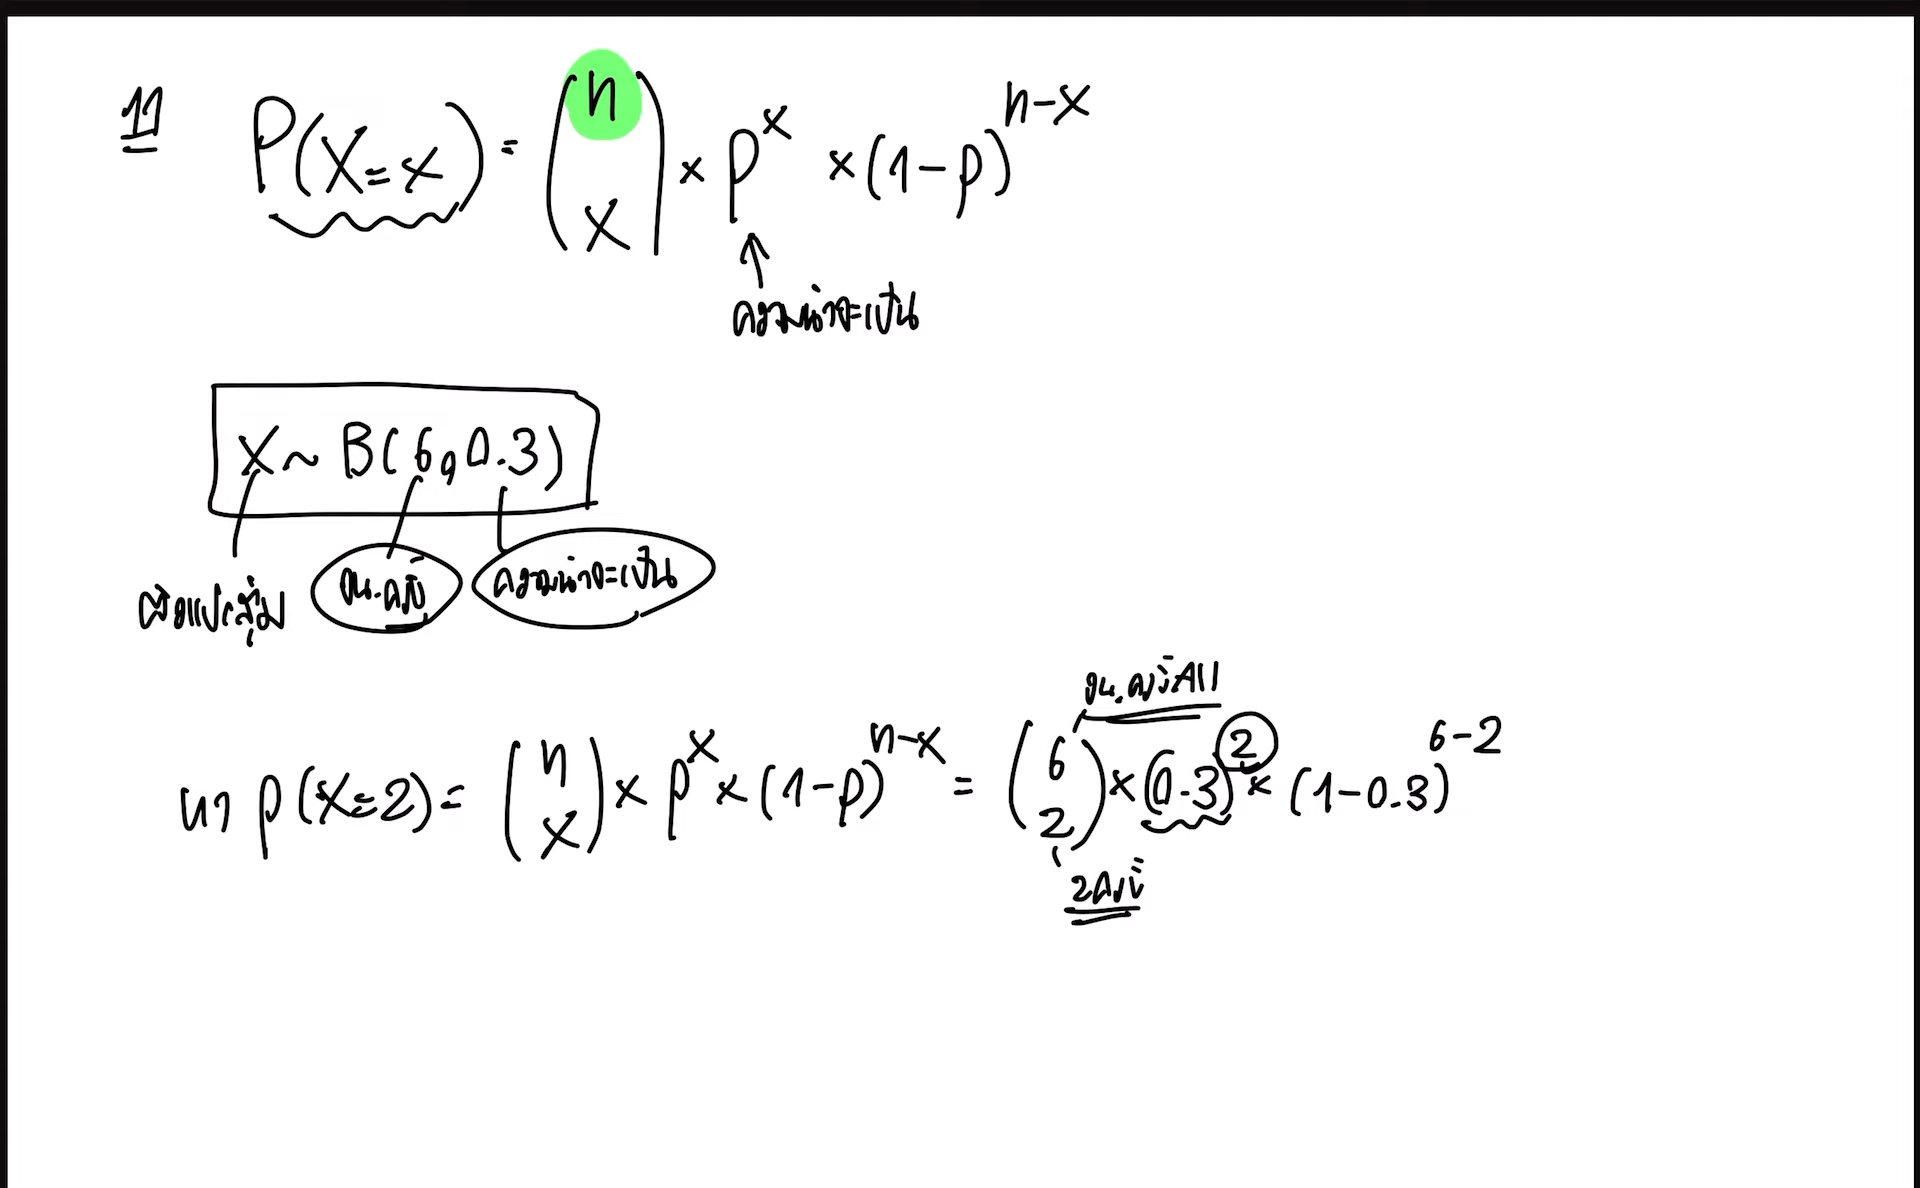 11 P(X=x) = (n x) × p^x × (1-p)^(n-x)
ความน่าจะเป็น
X ~ B(6,0.3)
ตัวแปรสุ่ม จน.ครั้ง ความน่าจะเป็น
จน.ครั้งAll
หา p(X=2) = (n x) × p^x × (1-p)^(n-x) = (6 2) × (0.3)^2 × (1-0.3)^(6-2)
2ครั้ง